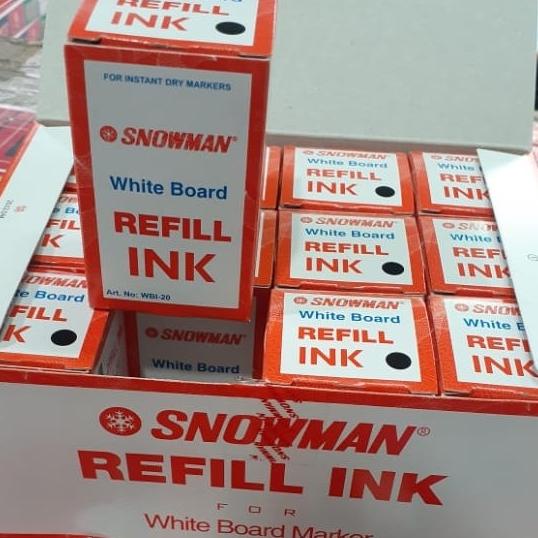 REFILL
INK
FOR INSTANT DRY MARKERS
SNOWMAN®
White Board
REFILL
INK
Art. No: WBI-20
SNOWMAN
White Board
REFILL
INK
SNOWMAN
White Board
REFILL
INK
SNOWMAN
White Board
REFILL
INK
SNOWMAN
White Board
SNOWMAN®
REFILL INK
FOR
White Board Marker